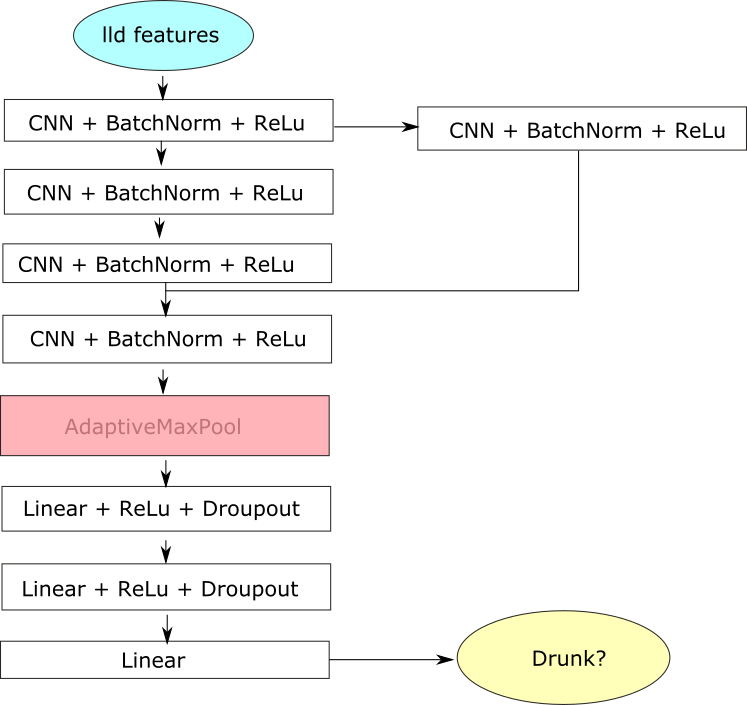 lld features
CNN + BatchNorm + ReLu
CNN + BatchNorm + ReLu
CNN + BatchNorm + ReLu
CNN + BatchNorm + ReLu
CNN + BatchNorm + ReLu
AdaptiveMaxPool
Linear + ReLu + Droupout
Linear + ReLu + Droupout
Linear
Drunk?